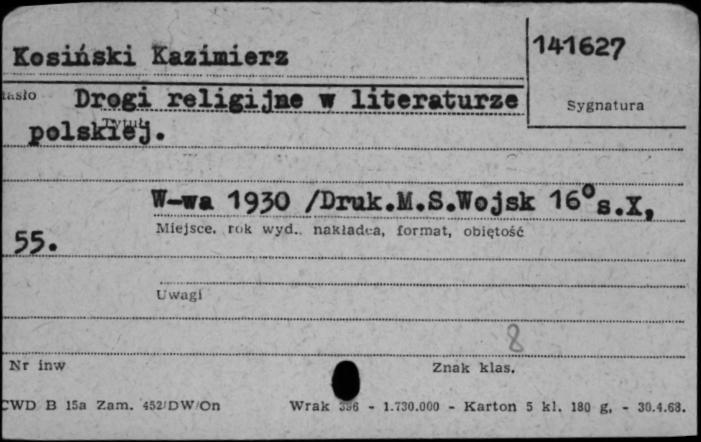 Kosiński Kazimierz
141627
Sygnatura
Drogi religijne w literaturze
Tytuł
polskiej.
W-wa 1930 /Druk.M.S.Wojsk 16° s.X,
Miejsce, rok wyd., nakładca, format, objętość
55.
Uwagi
8
Nr inw
Znak klas.
CWD B 15a Zam. 452/DW/On
Wrak 396 - 1.730.000 - Karton 5 kl. 180 g. - 30.4.68.